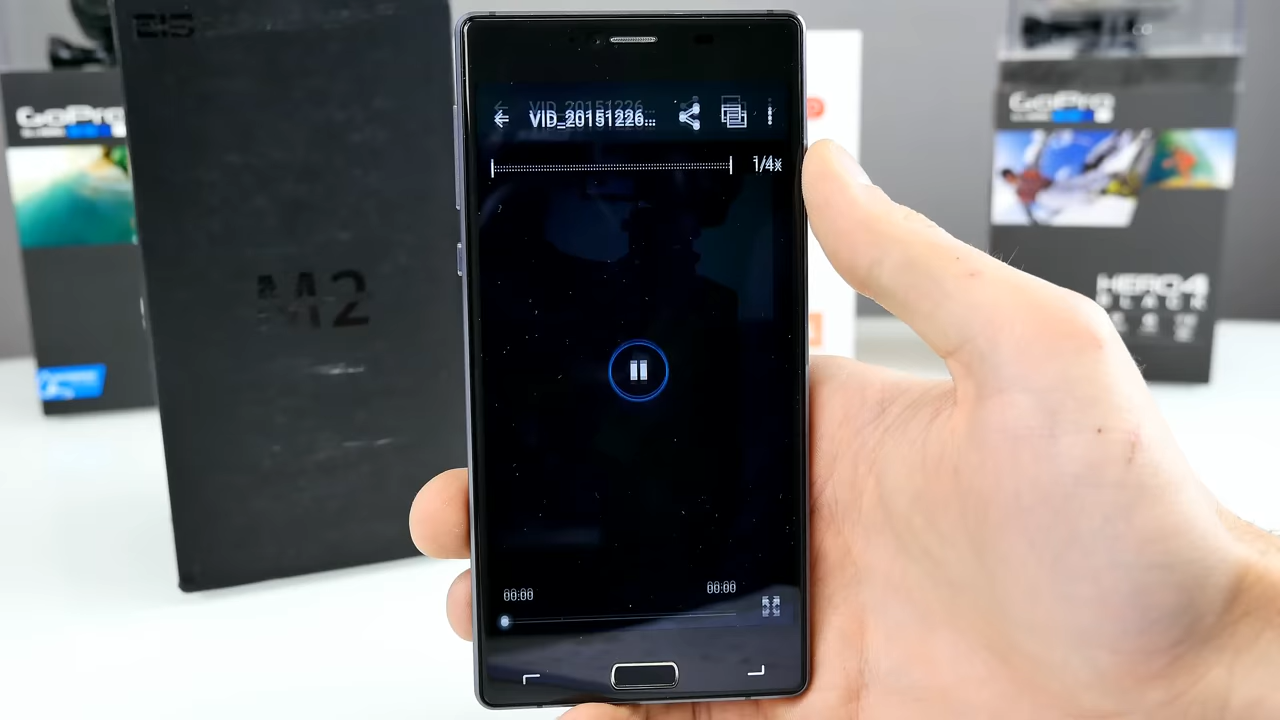 GoPro
M2
VID_20151226...
1/4x
00:00
00:00
GoPro
HERO4
BLACK